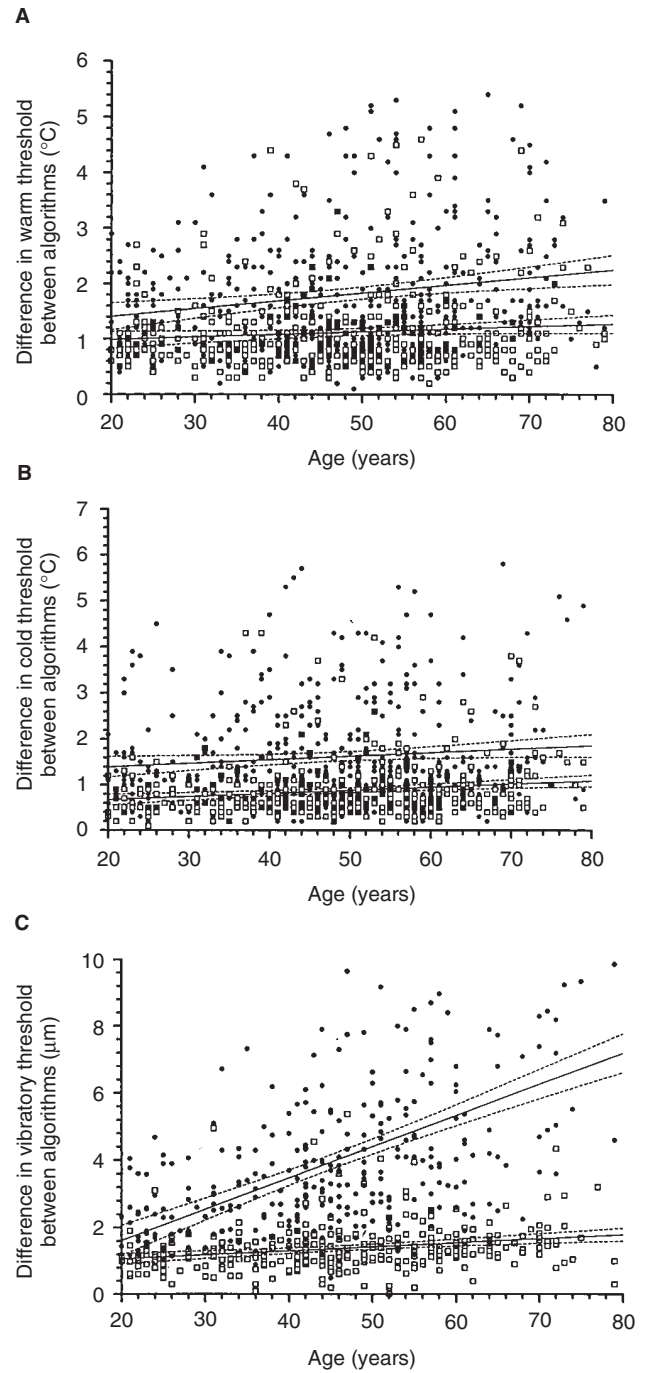 A
Difference in warm threshold
between algorithms (°C)
6
5
4
3
2
1
0
20 30 40 50 60 70 80
Age (years)
B
Difference in cold threshold
between algorithms (°C)
7
6
5
4
3
2
1
0
20 30 40 50 60 70 80
Age (years)
C
Difference in vibratory threshold
between algorithms (μm)
10
8
6
4
2
0
20 30 40 50 60 70 80
Age (years)